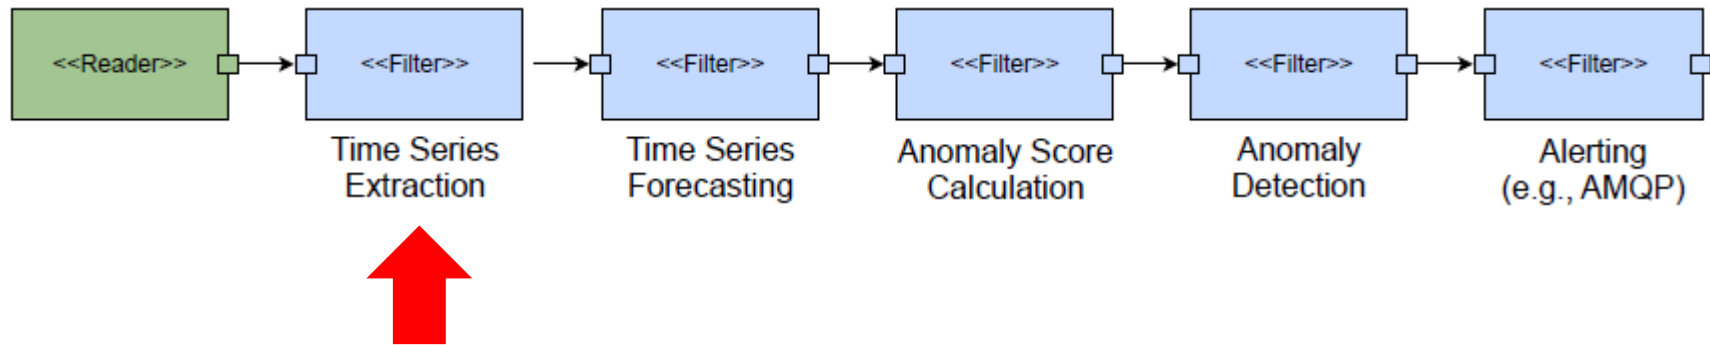 <<Reader>>
<<Filter>>
<<Filter>>
<<Filter>>
<<Filter>>
<<Filter>>
Time Series
Extraction
Time Series
Forecasting
Anomaly Score
Calculation
Anomaly
Detection
Alerting
(e.g., AMQP)